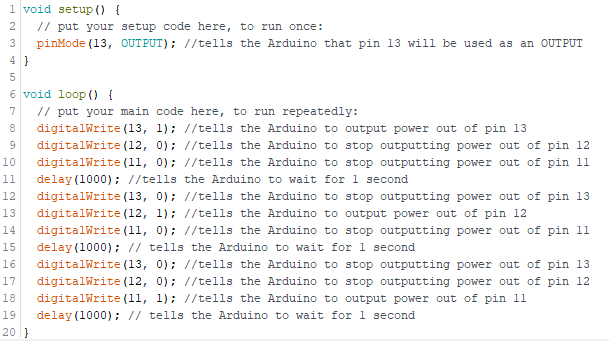 1 void setup() {
2 // put your setup code here, to run once:
3 pinMode(13, OUTPUT); //tells the Arduino that pin 13 will be used as an OUTPUT
4 }
5
6 void loop() {
7 // put your main code here, to run repeatedly:
8 digitalWrite(13, 1); //tells the Arduino to output power out of pin 13
9 digitalWrite(12, 0); //tells the Arduino to stop outputting power out of pin 12
10 digitalWrite(11, 0); //tells the Arduino to stop outputting power out of pin 11
11 delay(1000); //tells the Arduino to wait for 1 second
12 digitalWrite(13, 0); //tells the Arduino to stop outputting power out of pin 13
13 digitalWrite(12, 1); //tells the Arduino to output power out of pin 12
14 digitalWrite(11, 0); //tells the Arduino to stop outputting power out of pin 11
15 delay(1000); // tells the Arduino to wait for 1 second
16 digitalWrite(13, 0); //tells the Arduino to stop outputting power out of pin 13
17 digitalWrite(12, 0); //tells the Arduino to stop outputting power out of pin 12
18 digitalWrite(11, 1); //tells the Arduino to output power out of pin 11
19 delay(1000); // tells the Arduino to wait for 1 second
20 }